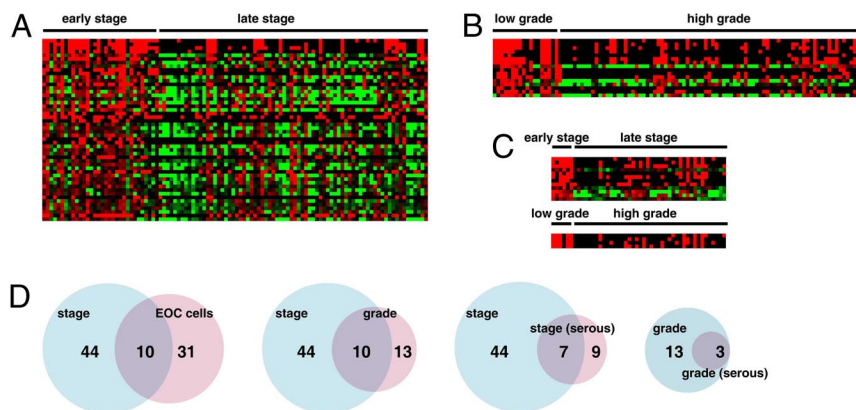 A
early stage
late stage
B
low grade
high grade
C
early stage
late stage
low grade
high grade
D
stage
EOC cells
44
10
31
stage
grade
44
10
13
stage
stage (serous)
44
7
9
grade
13
3
grade (serous)